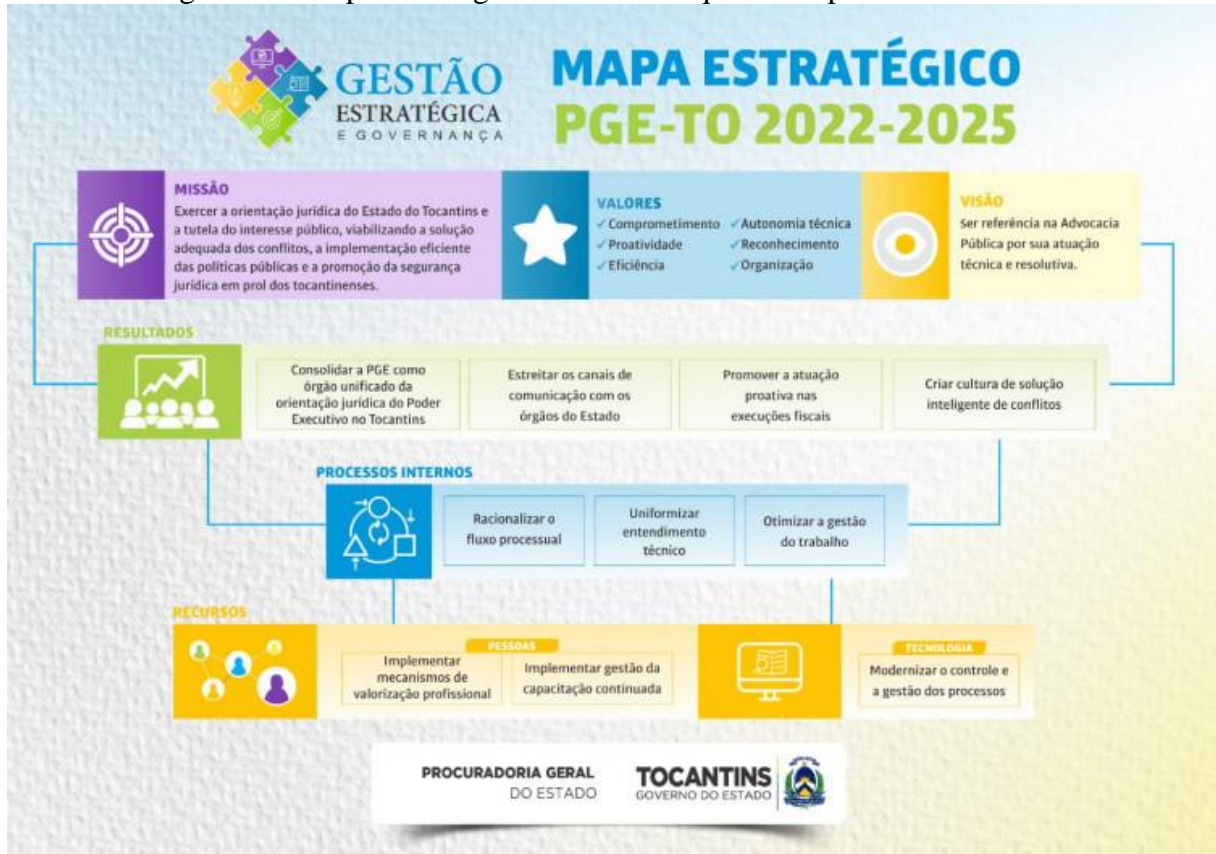 GESTÃO
ESTRATÉGICA
E GOVERNANÇA
MAPA ESTRATÉGICO
PGE-TO 2022-2025
MISSÃO
Exercer a orientação jurídica do Estado do Tocantins e
a tutela do interesse público, viabilizando a solução
adequada dos conflitos, a implementação eficiente
das políticas públicas e a promoção da segurança
jurídica em prol dos tocantinenses.
VALORES
✓Comprometimento
✓Proatividade
✓Eficiência
✓Autonomia técnica
✓Reconhecimento
✓Organização
VISÃO
Ser referência na Advocacia
Pública por sua atuação
técnica e resolutiva.
RESULTADOS
Consolidar a PGE como
órgão unificado da
orientação jurídica do Poder
Executivo no Tocantins
Estreitar os canais de
comunicação com os
órgãos do Estado
Promover a atuação
proativa nas
execuções fiscais
Criar cultura de solução
inteligente de conflitos
PROCESSOS INTERNOS
Racionalizar o
fluxo processual
Uniformizar
entendimento
técnico
Otimizar a gestão
do trabalho
RECURSOS
PESSOAS
Implementar
mecanismos de
valorização profissional
Implementar gestão da
capacitação continuada
TECNOLOGIA
Modernizar o controle e
a gestão dos processos
PROCURADORIA GERAL
DO ESTADO
TOCANTINS
GOVERNO DO ESTADO